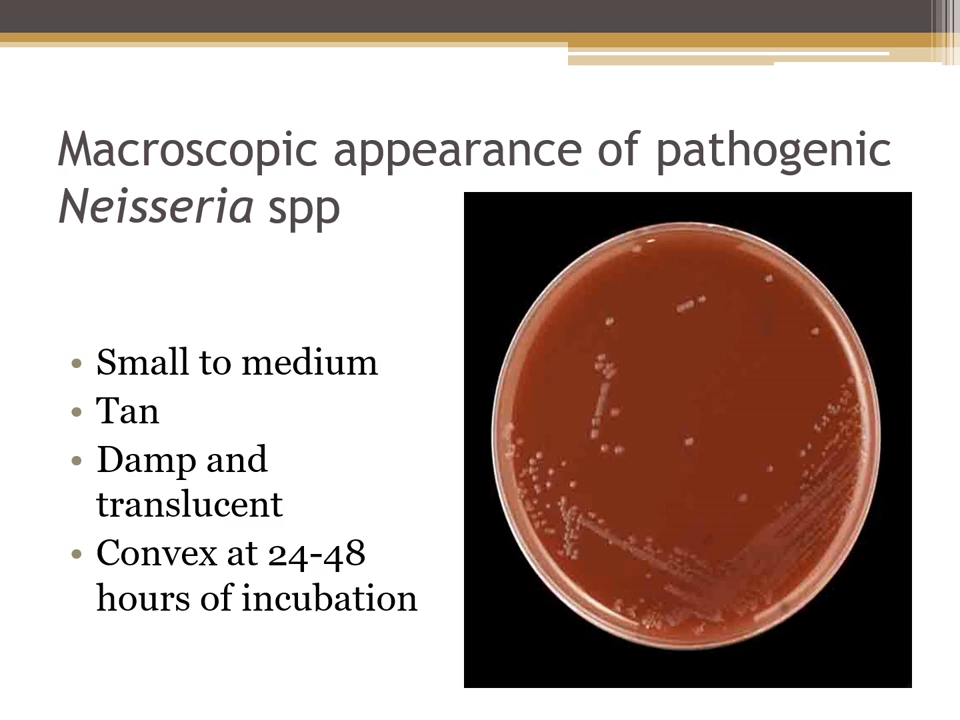 Macroscopic appearance of pathogenic
Neisseria spp
• Small to medium
• Tan
• Damp and
translucent
• Convex at 24-48
hours of incubation